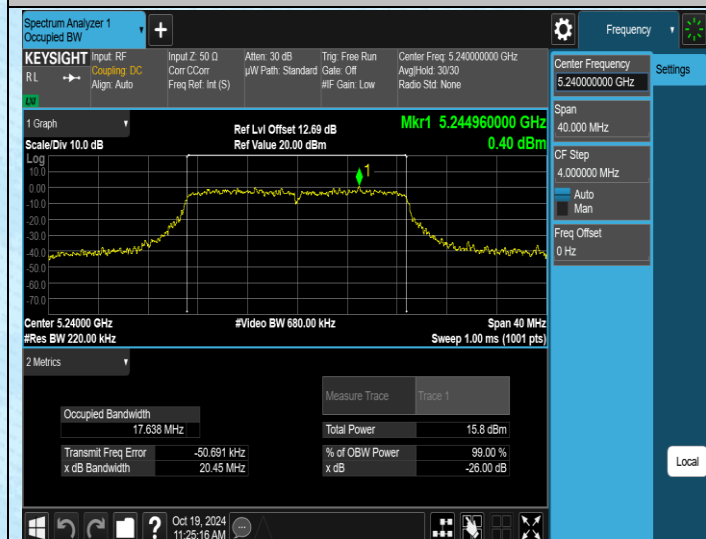 Spectrum Analyzer 1
Occupied BW
+
Frequency
KEYSIGHT
Input: RF
Coupling: DC
Align: Auto
Input Z: 50 Ω
Corr CCorr
Freq Ref: Int (S)
Atten: 30 dB
µW Path: Standard
Trig: Free Run
Gate: Off
#IF Gain: Low
Center Freq: 5.240000000 GHz
Avg|Hold: 30/30
Radio Std: None
R L
LXI
Center Frequency
5.240000000 GHz
Settings
Span
40.000 MHz
CF Step
4.000000 MHz
Auto
Man
Freq Offset
0 Hz
Local
1 Graph
Scale/Div 10.0 dB
Ref Lvl Offset 12.69 dB
Ref Value 20.00 dBm
Mkr1 5.244960000 GHz
0.40 dBm
Log
10.0
0.00
-10.0
-20.0
-30.0
-40.0
-50.0
-60.0
-70.0
1
Center 5.24000 GHz
#Res BW 220.00 kHz
#Video BW 680.00 kHz
Span 40 MHz
Sweep 1.00 ms (1001 pts)
2 Metrics
Measure Trace
Trace 1
Occupied Bandwidth
17.638 MHz
Total Power
15.8 dBm
Transmit Freq Error
-50.691 kHz
% of OBW Power
99.00 %
x dB Bandwidth
20.45 MHz
x dB
-26.00 dB
?
Oct 19, 2024
11:25:16 AM